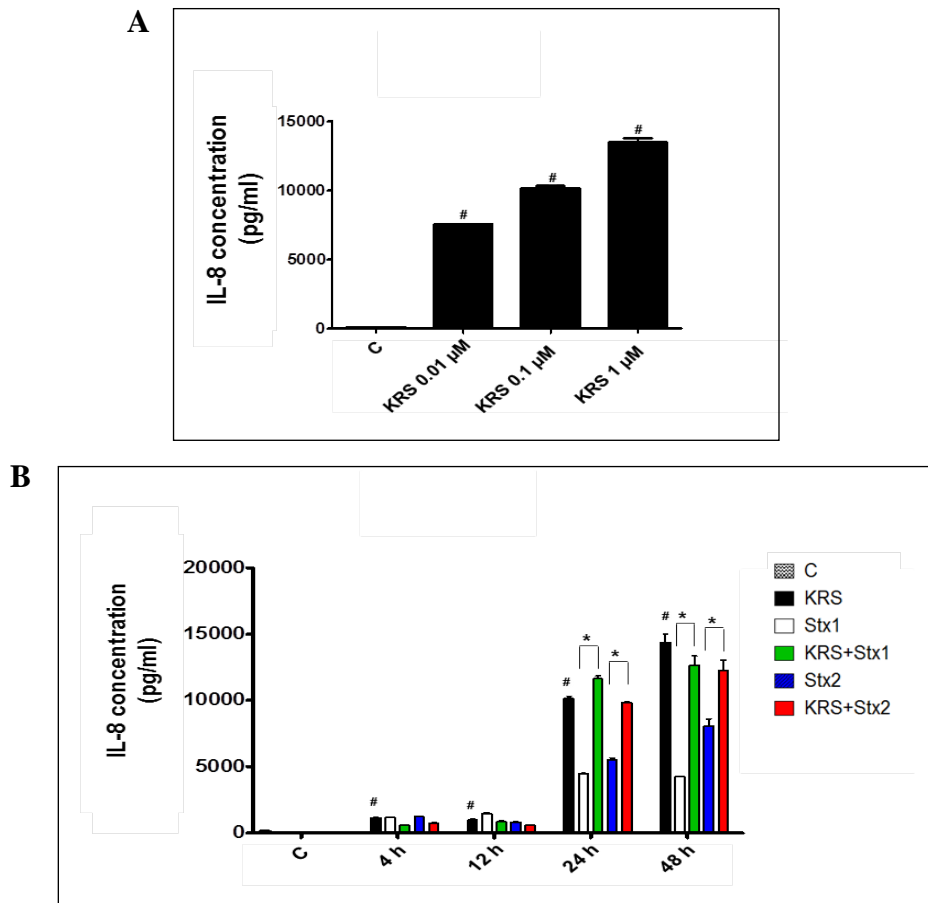 A
IL-8 concentration
(pg/ml)
15000
10000
5000
0
#
#
#
C
KRS 0.01 µM
KRS 0.1 µM
KRS 1 µM
B
IL-8 concentration
(pg/ml)
20000
15000
10000
5000
0
#
#
#
*
*
#
*
*
C
4 h
12 h
24 h
48 h
C
KRS
Stx1
KRS+Stx1
Stx2
KRS+Stx2